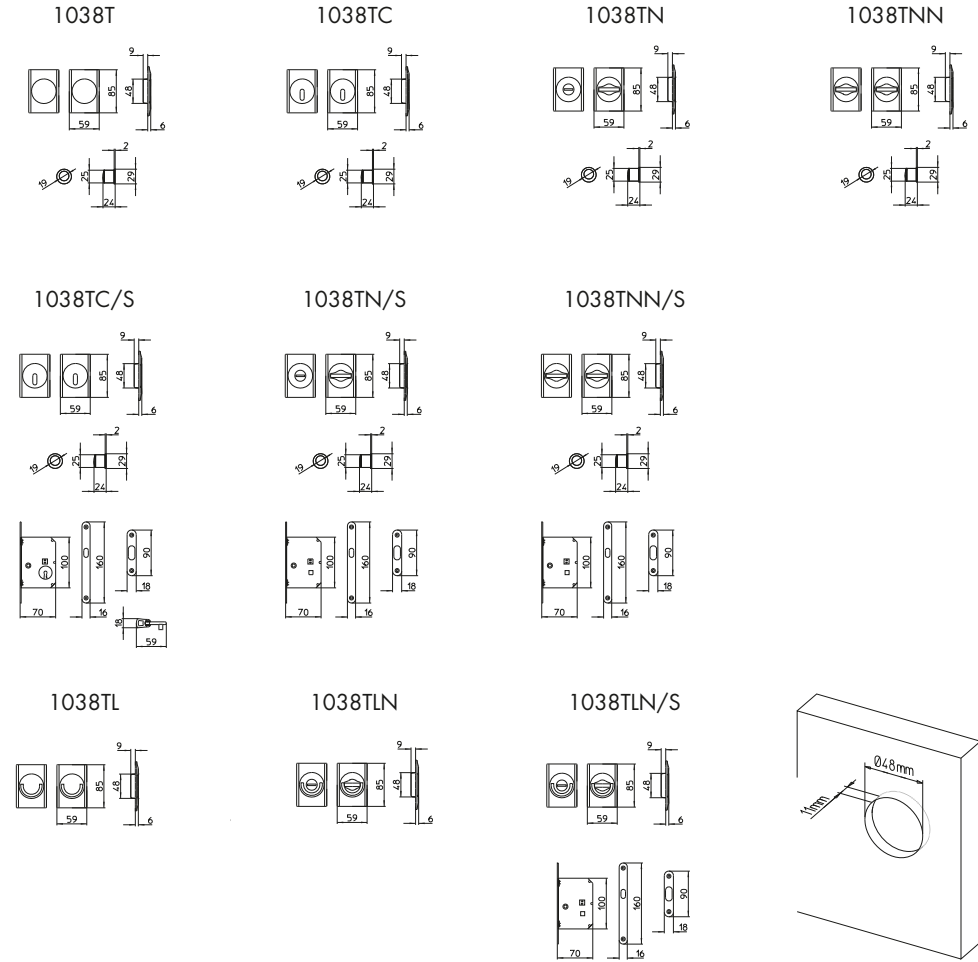 1038T 1038TC 1038TN 1038TNN
9 9 9 9
48 85 48 85 48 85 48 85
59 6 59 6 59 6 59 6
2 2 2 2
19 25 29 19 25 29 19 25 29 19 25 29
24 24 24 24
1038TC/S 1038TN/S 1038TNN/S
9 9 9
85 48 85 48 85 48
59 6 59 6 59 6
2 2 2
19 25 29 19 25 29 19 25 29
24 24 24
100 160 90 100 160 90 100 160 90
18 18 18
70 16 70 16 70 16
18
59
1038TL 1038TLN 1038TLN/S
9 9 9
85 48 85 48 85 48
59 6 59 6 59 6
Ø48mm
11mm
100 160 90
18
70 16